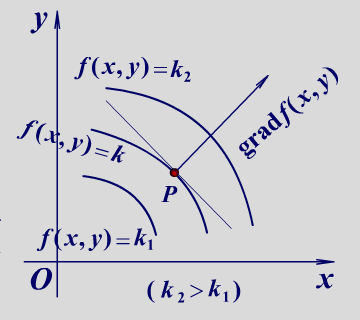 y
f(x,y)=k₂
gradf(x,y)
f(x,y)=k
P
f(x,y)=k₁
O
(k₂>k₁)
x